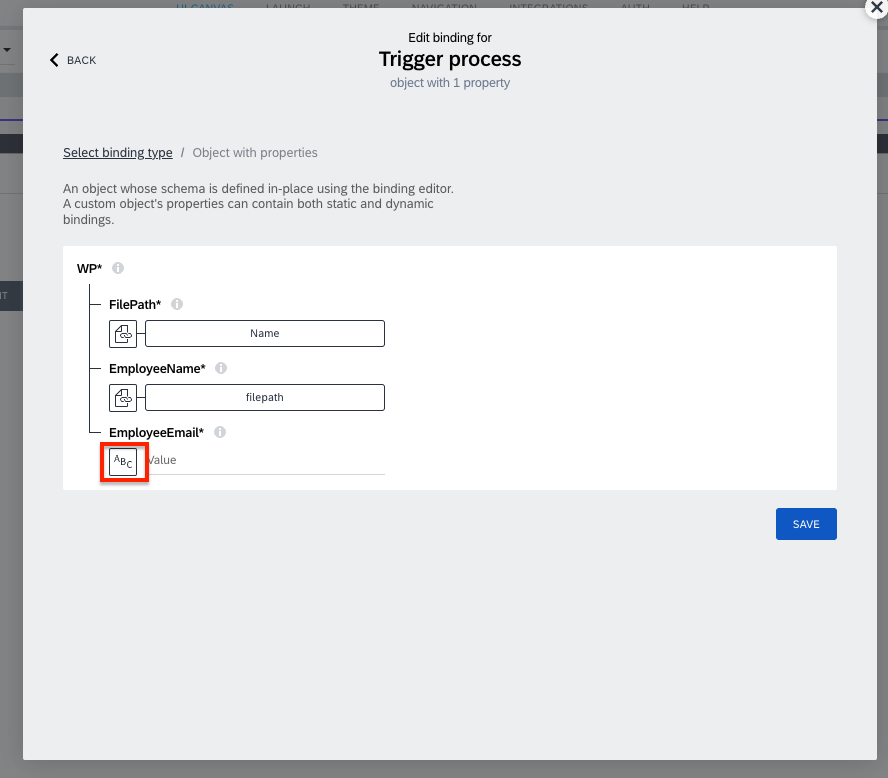 UI CANVAS LAUNCH THEME NAVIGATION INTEGRATIONS AUTH HELP
Edit binding for
BACK
Trigger process
object with 1 property
Select binding type / Object with properties
An object whose schema is defined in-place using the binding editor.
A custom object's properties can contain both static and dynamic
bindings.
WP*
FilePath*
Name
EmployeeName*
filepath
EmployeeEmail*
ABC
Value
SAVE